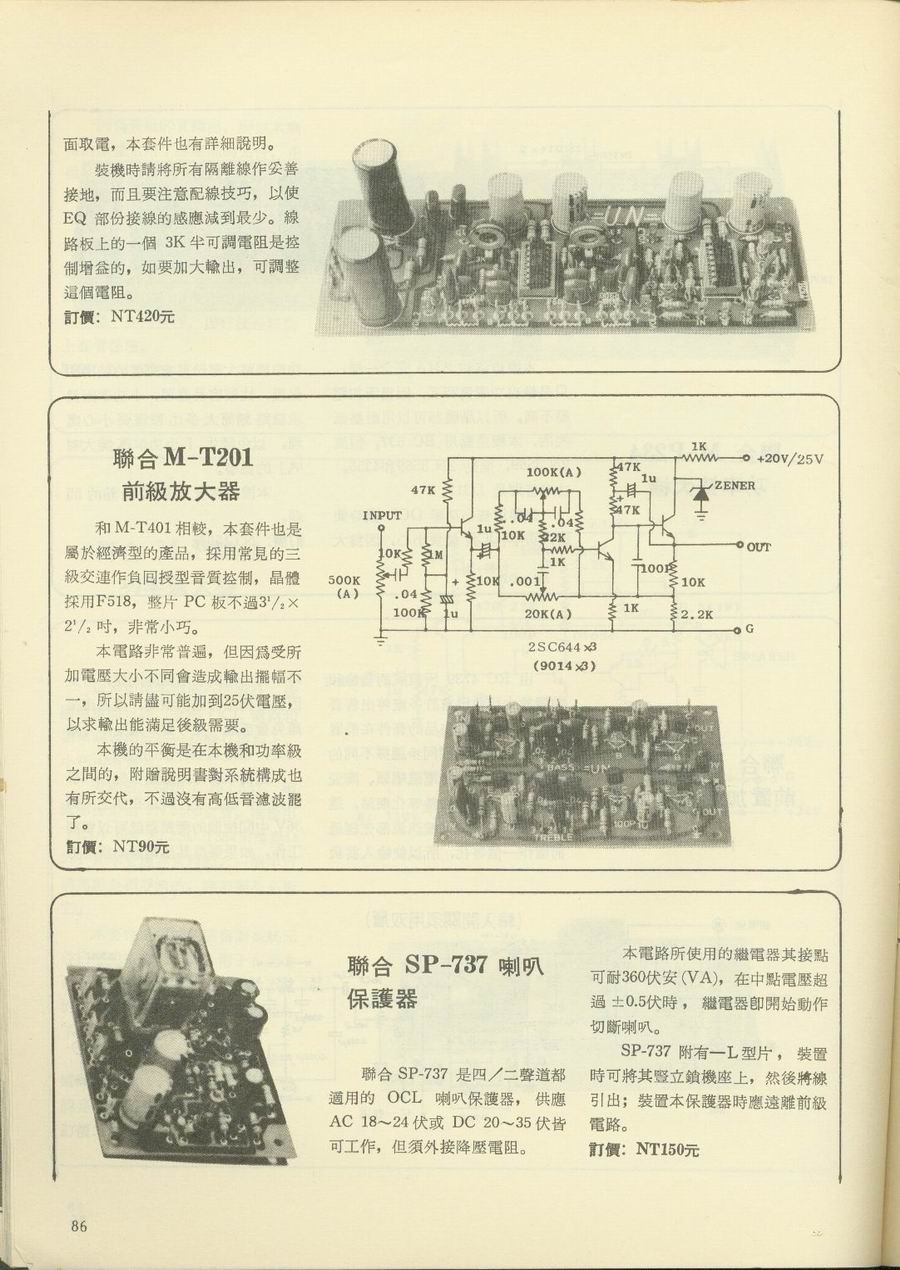 面取電，本套件也有詳細說明。
裝機時請將所有隔離線作妥善
接地，而且要注意配線技巧，以使
EQ 部份接線的感應減到最少。線
路板上的一個 3K 半可調電阻是控
制增益的，如要加大輸出，可調整
這個電阻。
訂價：NT420元
=UN=
聯合M-T201
前級放大器
和 M-T401 相較，本套件也是
屬於經濟型的產品，採用常見的三
級交連作負回授型音質控制，晶體
採用F518，整片 PC 板不過3¹/₂×
2¹/₂ 吋，非常小巧。
本電路非常普遍，但因爲受所
加電壓大小不同會造成輸出擺幅不
一，所以請儘可能加到25伏電壓，
以求輸出能滿足後級需要。
本機的平衡是在本機和功率級
之間的，附贈說明書對系統構成也
有所交代，不過沒有高低音濾波罷
了。
訂價：NT90元
1K
+20V/25V
100K(A)
47K
1u
ZENER
47K
+
47K
INPUT
.04
.04
1u
10K
22K
OUT
10K
1M
1K
100P
500K
(A)
+
10K
.001
10K
.04
100K
1u
20K(A)
1K
2.2K
G
2SC644 x3
(9014 x3)
OUT
BASS
=UN
OUT
100P
TREBLE
聯合 SP-737 喇叭
保護器
聯合 SP-737 是四／二聲道都
適用的 OCL 喇叭保護器，供應
AC 18～24 伏或 DC 20～35 伏皆
可工作，但須外接降壓電阻。
本電路所使用的繼電器其接點
可耐360伏安 (VA)，在中點電壓超
過 ±0.5伏時， 繼電器卽開始動作
切斷喇叭。
SP-737 附有一L型片， 裝置
時可將其豎立鎖機座上，然後將線
引出；裝置本保護器時應遠離前級
電路。
訂價：NT150元
86